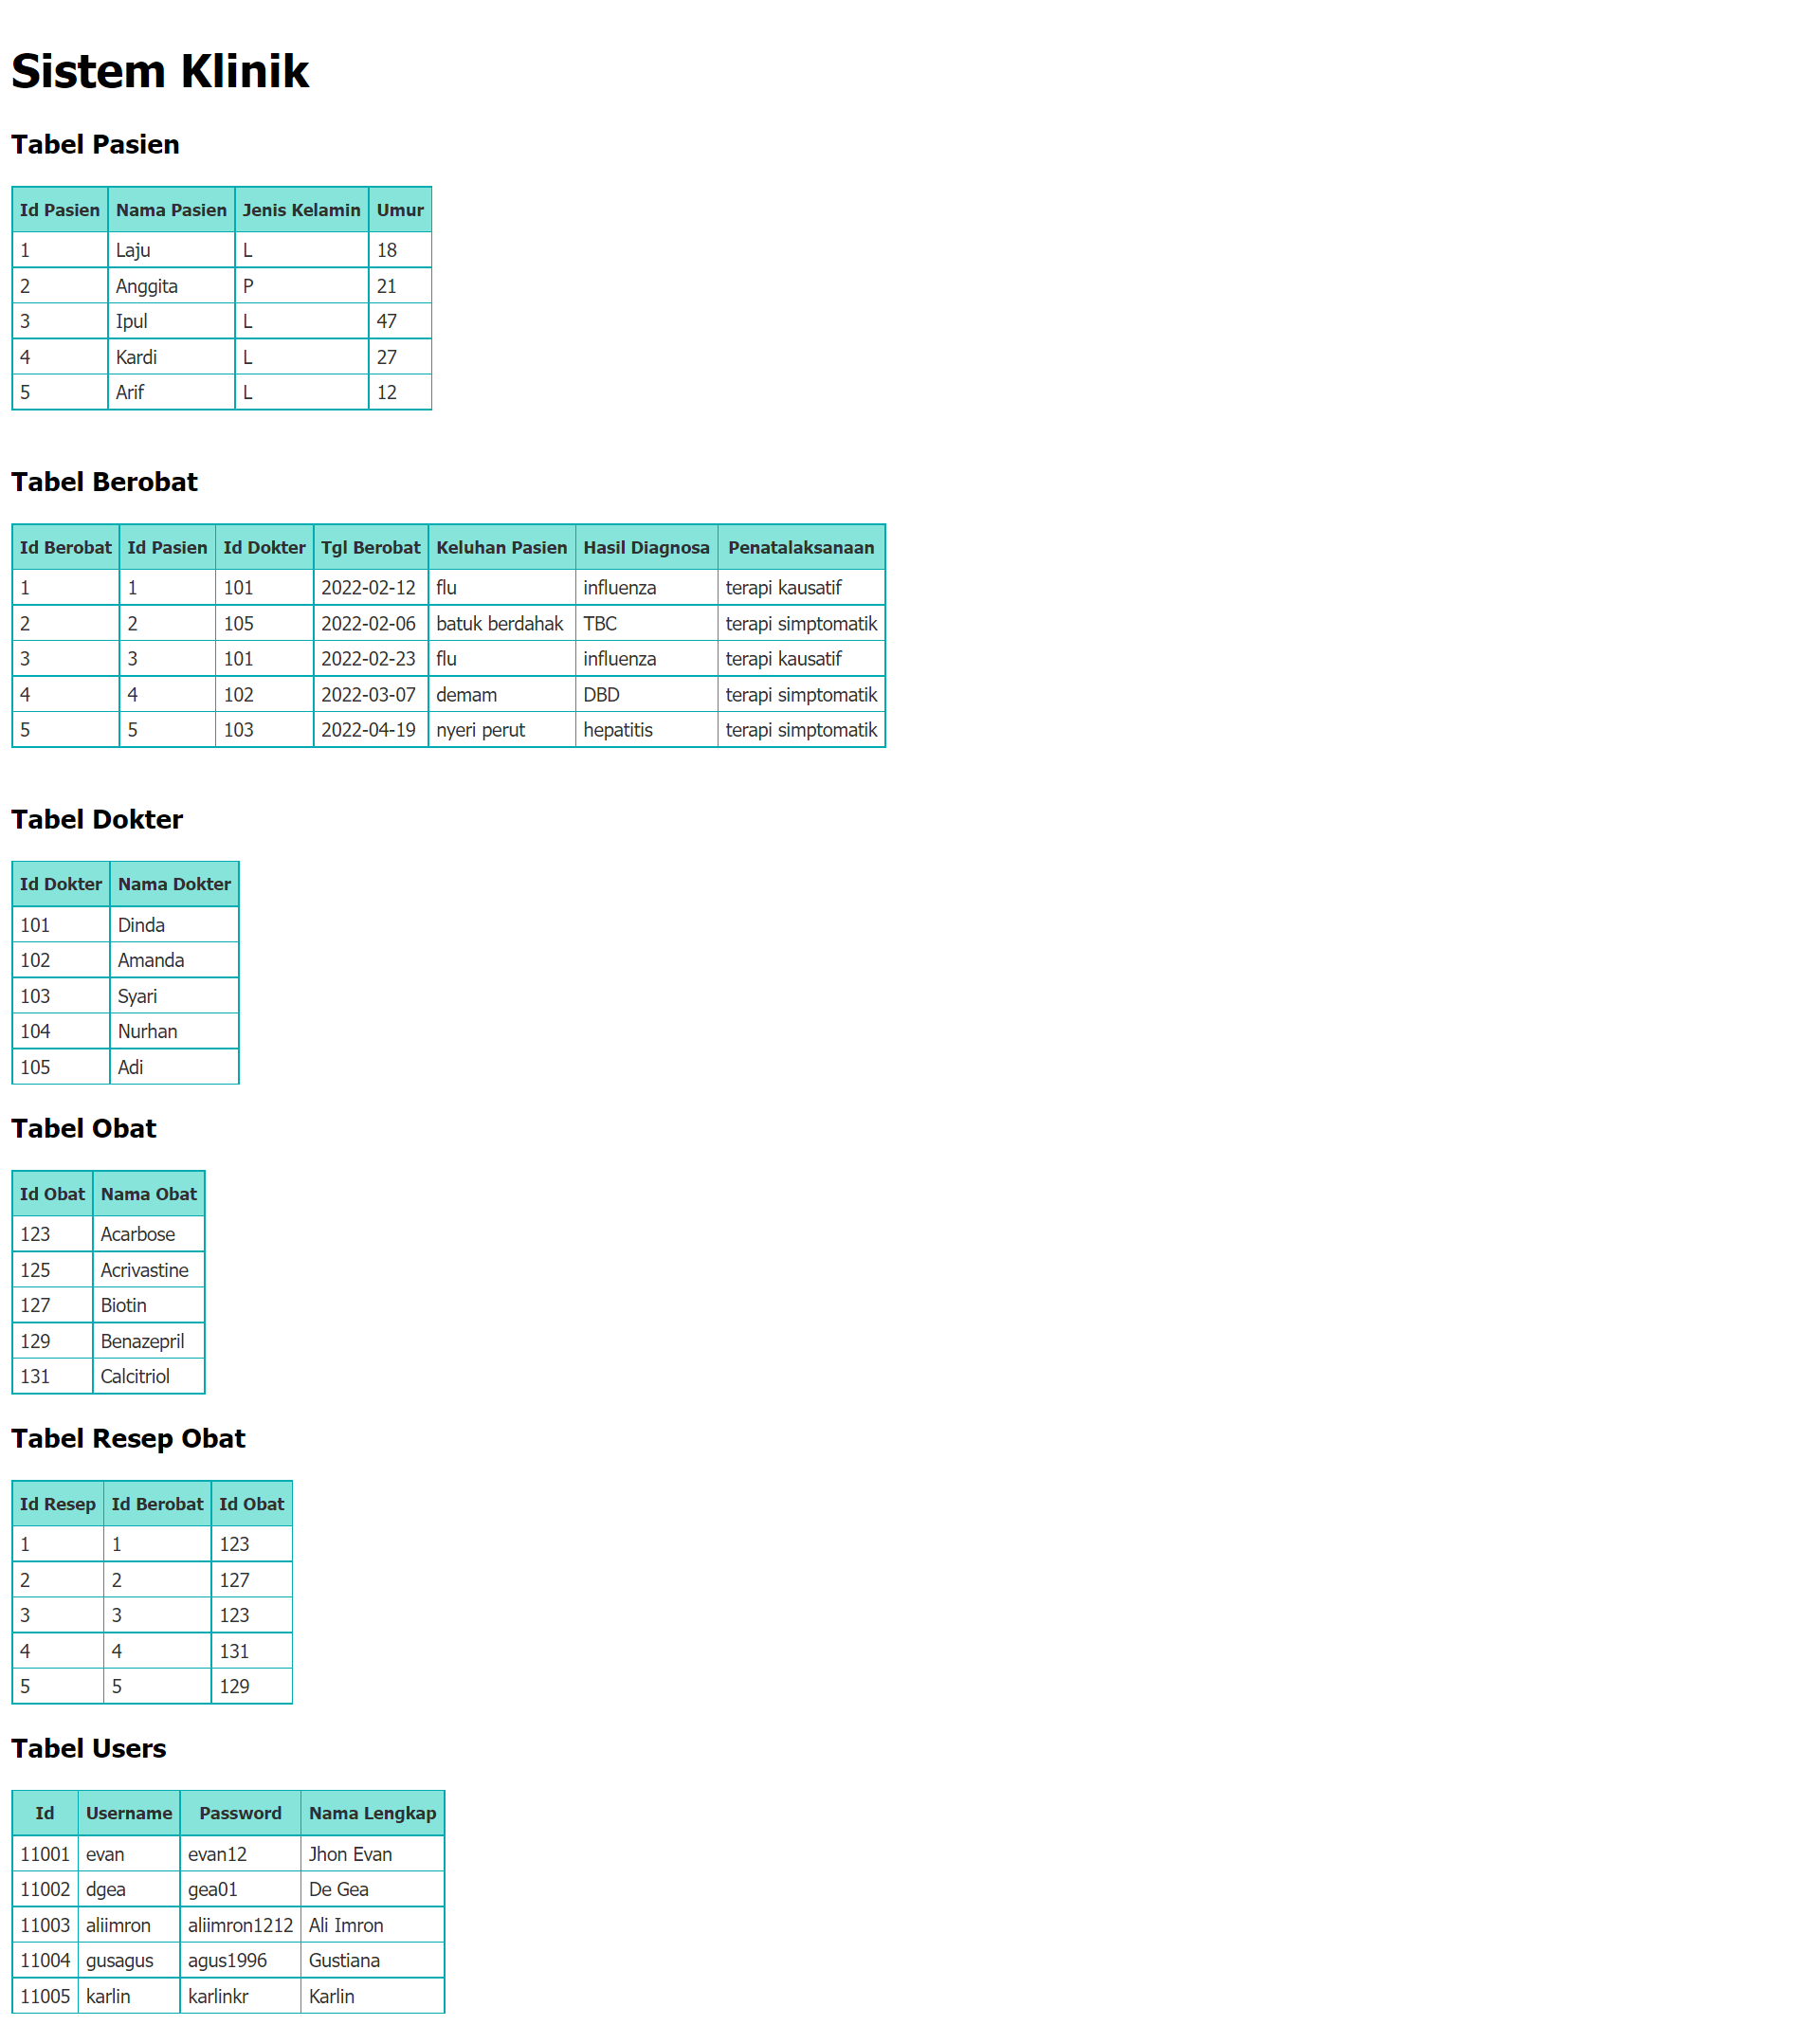 Sistem Klinik
Tabel Pasien
Id Pasien Nama Pasien Jenis Kelamin Umur
1 Laju L 18
2 Anggita P 21
3 Ipul L 47
4 Kardi L 27
5 Arif L 12
Tabel Berobat
Id Berobat Id Pasien Id Dokter Tgl Berobat Keluhan Pasien Hasil Diagnosa Penatalaksanaan
1 1 101 2022-02-12 flu influenza terapi kausatif
2 2 105 2022-02-06 batuk berdahak TBC terapi simptomatik
3 3 101 2022-02-23 flu influenza terapi kausatif
4 4 102 2022-03-07 demam DBD terapi simptomatik
5 5 103 2022-04-19 nyeri perut hepatitis terapi simptomatik
Tabel Dokter
Id Dokter Nama Dokter
101 Dinda
102 Amanda
103 Syari
104 Nurhan
105 Adi
Tabel Obat
Id Obat Nama Obat
123 Acarbose
125 Acrivastine
127 Biotin
129 Benazepril
131 Calcitriol
Tabel Resep Obat
Id Resep Id Berobat Id Obat
1 1 123
2 2 127
3 3 123
4 4 131
5 5 129
Tabel Users
Id Username Password Nama Lengkap
11001 evan evan12 Jhon Evan
11002 dgea gea01 De Gea
11003 aliimron aliimron1212 Ali Imron
11004 gusagus agus1996 Gustiana
11005 karlin karlinkr Karlin